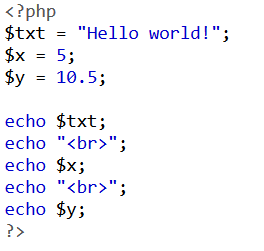 <?php
$txt = "Hello world!";
$x = 5;
$y = 10.5;

echo $txt;
echo "<br>";
echo $x;
echo "<br>";
echo $y;
?>